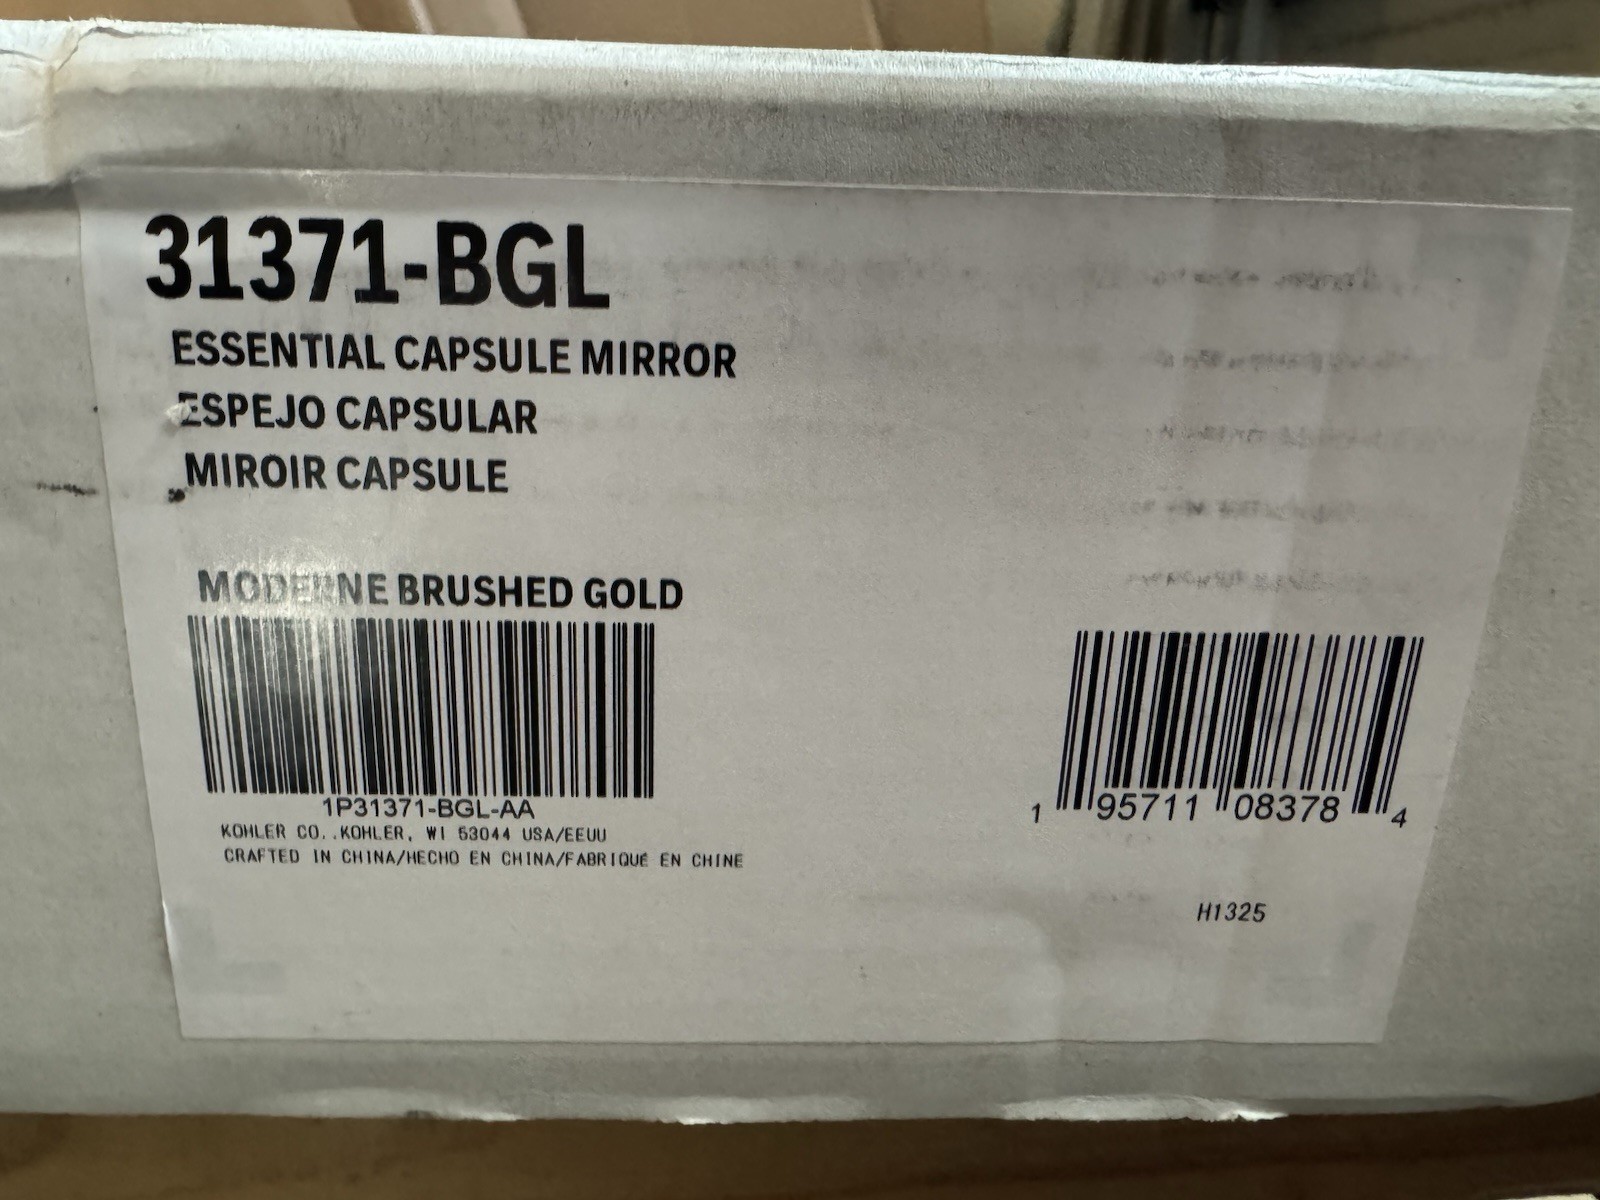 31371-BGL
ESSENTIAL CAPSULE MIRROR
ESPEJO CAPSULAR
MIROIR CAPSULE
MODERNE BRUSHED GOLD
1P31371-BGL-AA
KOHLER CO.,KOHLER, WI 53044 USA/EEUU
CRAFTED IN CHINA/HECHO EN CHINA/FABRIQUÉ EN CHINE
1 95711 08378 4
H1325